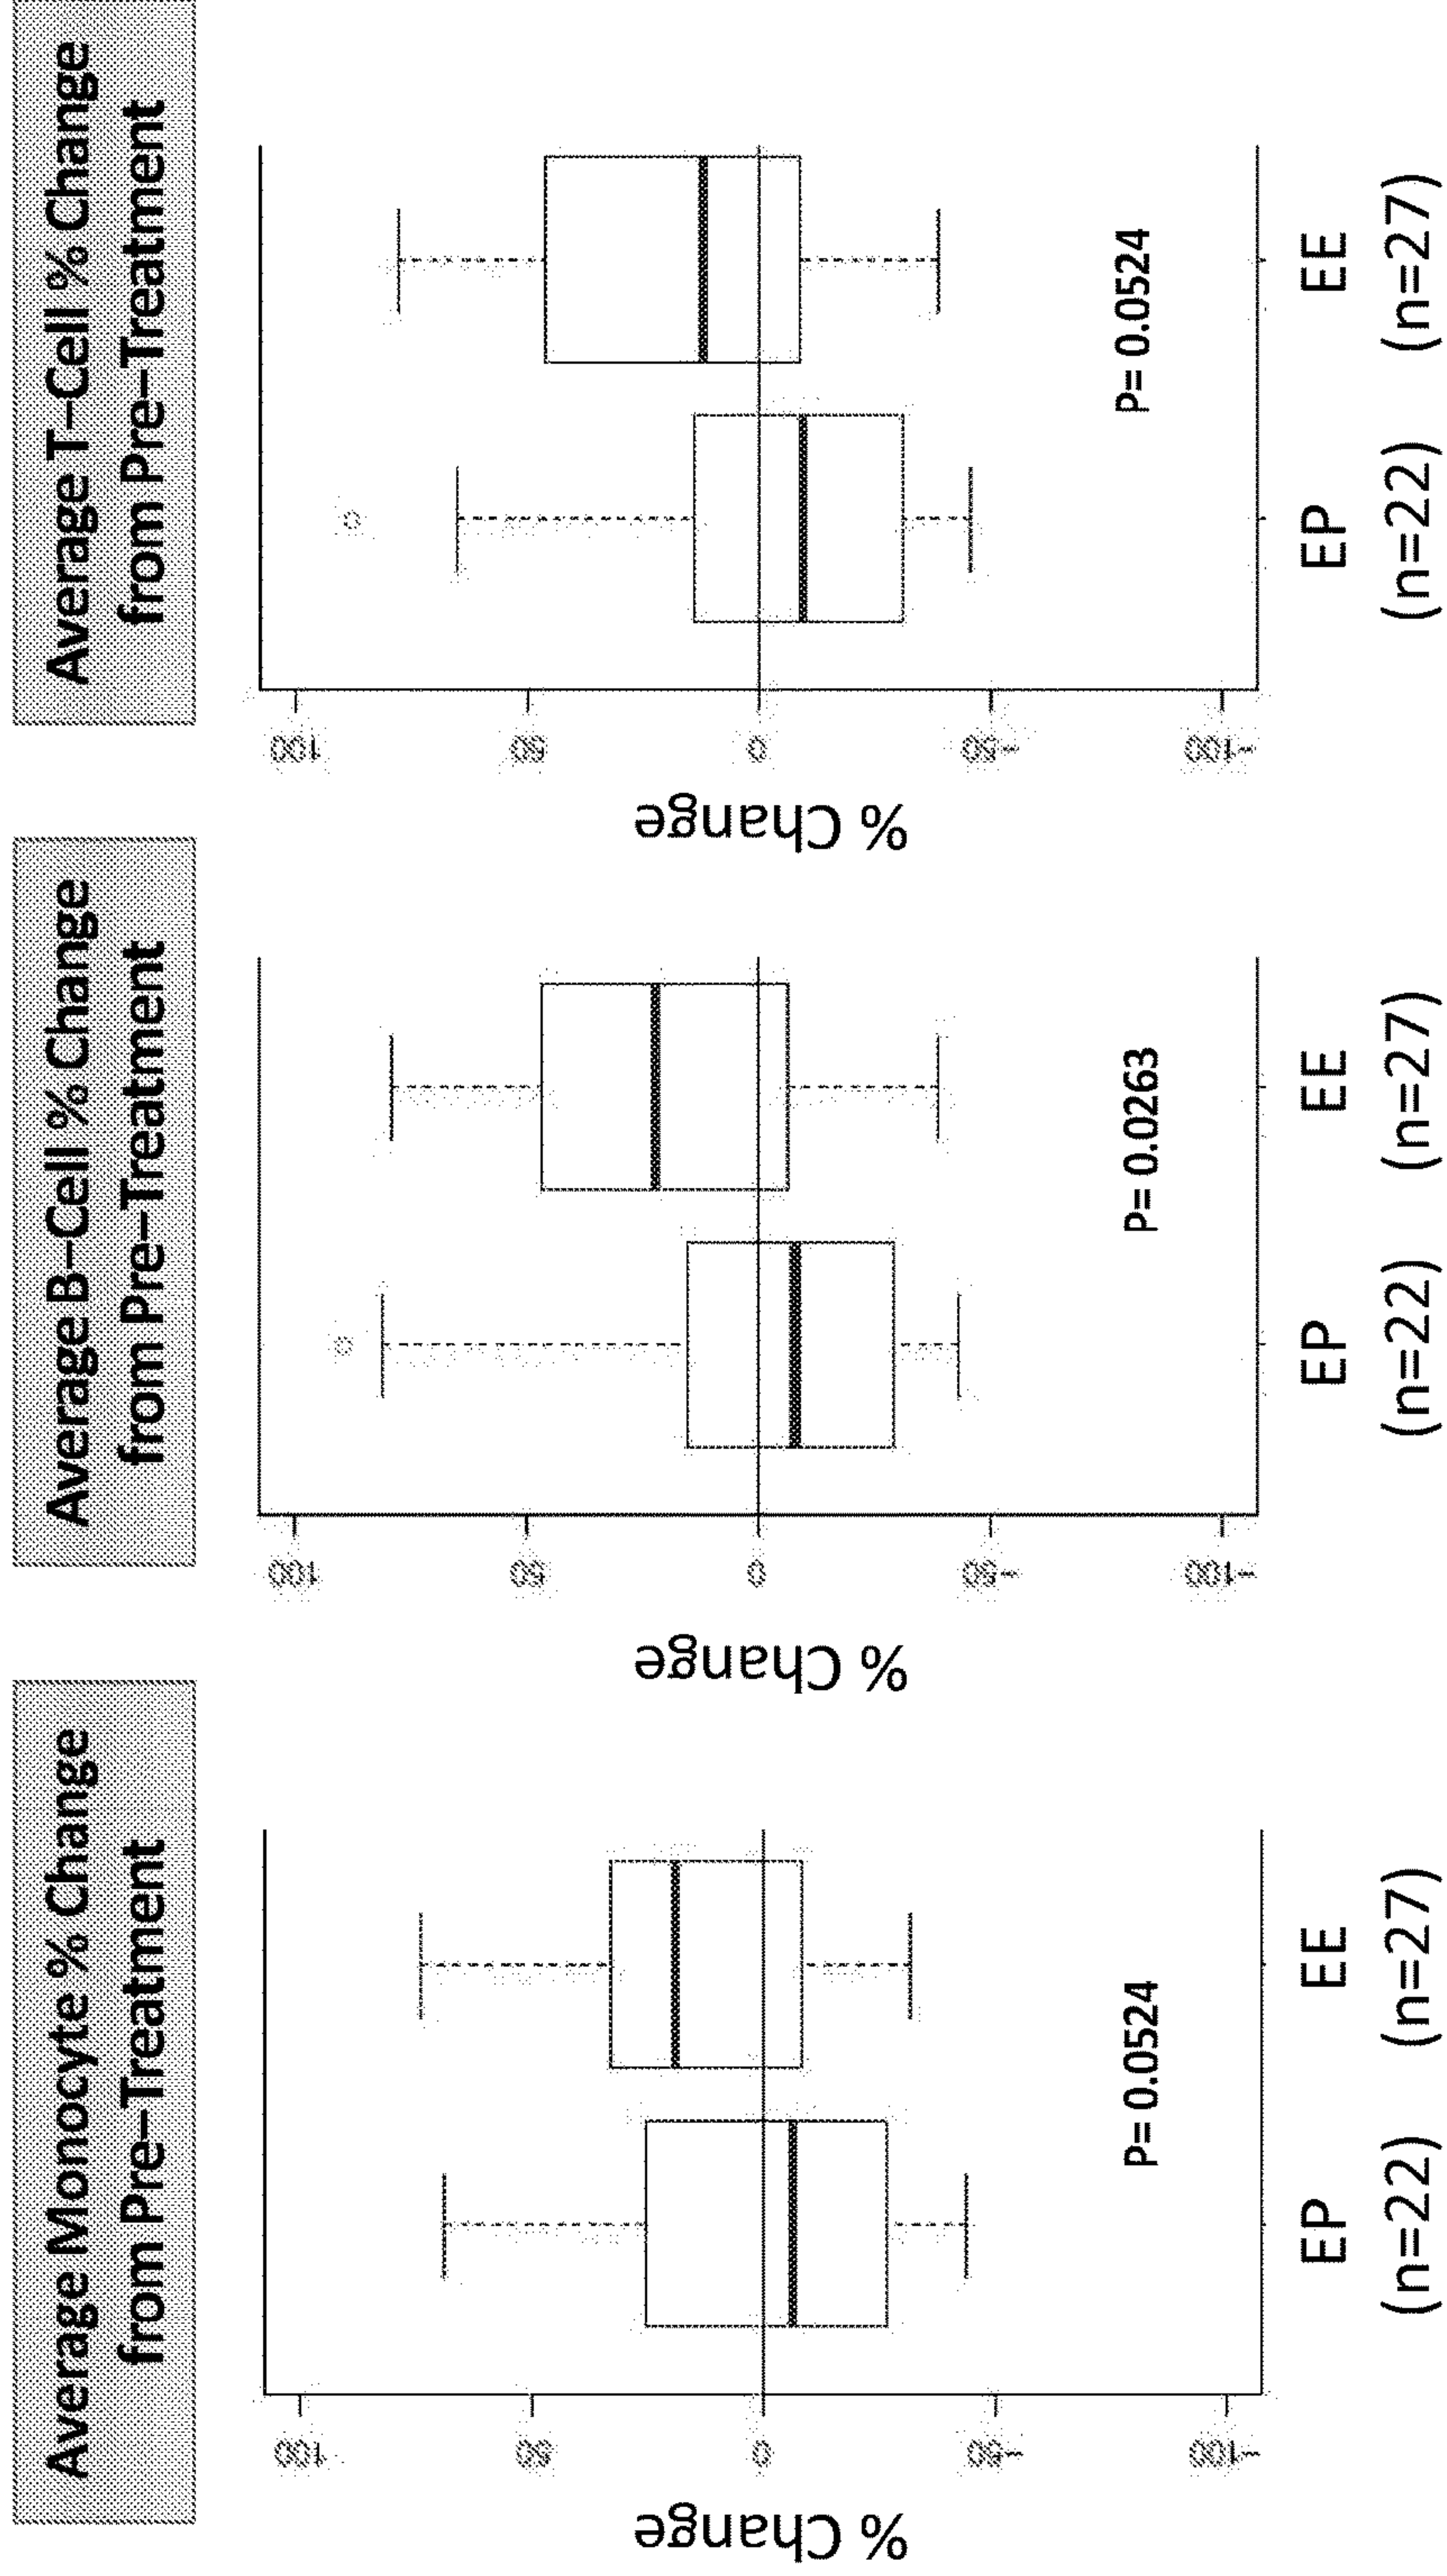 Average Monocyte % Change
from Pre–Treatment
% Change
100
50
0
-50
-100
P= 0.0524
EP
EE
(n=22)
(n=27)
Average B–Cell % Change
from Pre–Treatment
% Change
100
50
0
-50
-100
P= 0.0263
EP
EE
(n=22)
(n=27)
Average T–Cell % Change
from Pre–Treatment
% Change
100
50
0
-50
-100
P= 0.0524
EP
EE
(n=22)
(n=27)